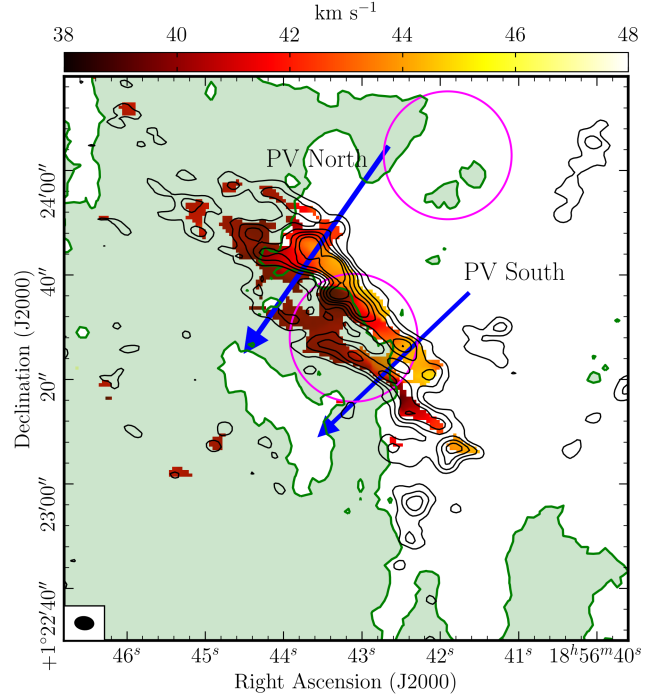 km s⁻¹
38 40 42 44 46 48
PV North
PV South
Declination (J2000)
24′00″
40″
20″
23′00″
+1°22′40″
46ˢ 45ˢ 44ˢ 43ˢ 42ˢ 41ˢ 18ʰ56ᵐ40ˢ
Right Ascension (J2000)